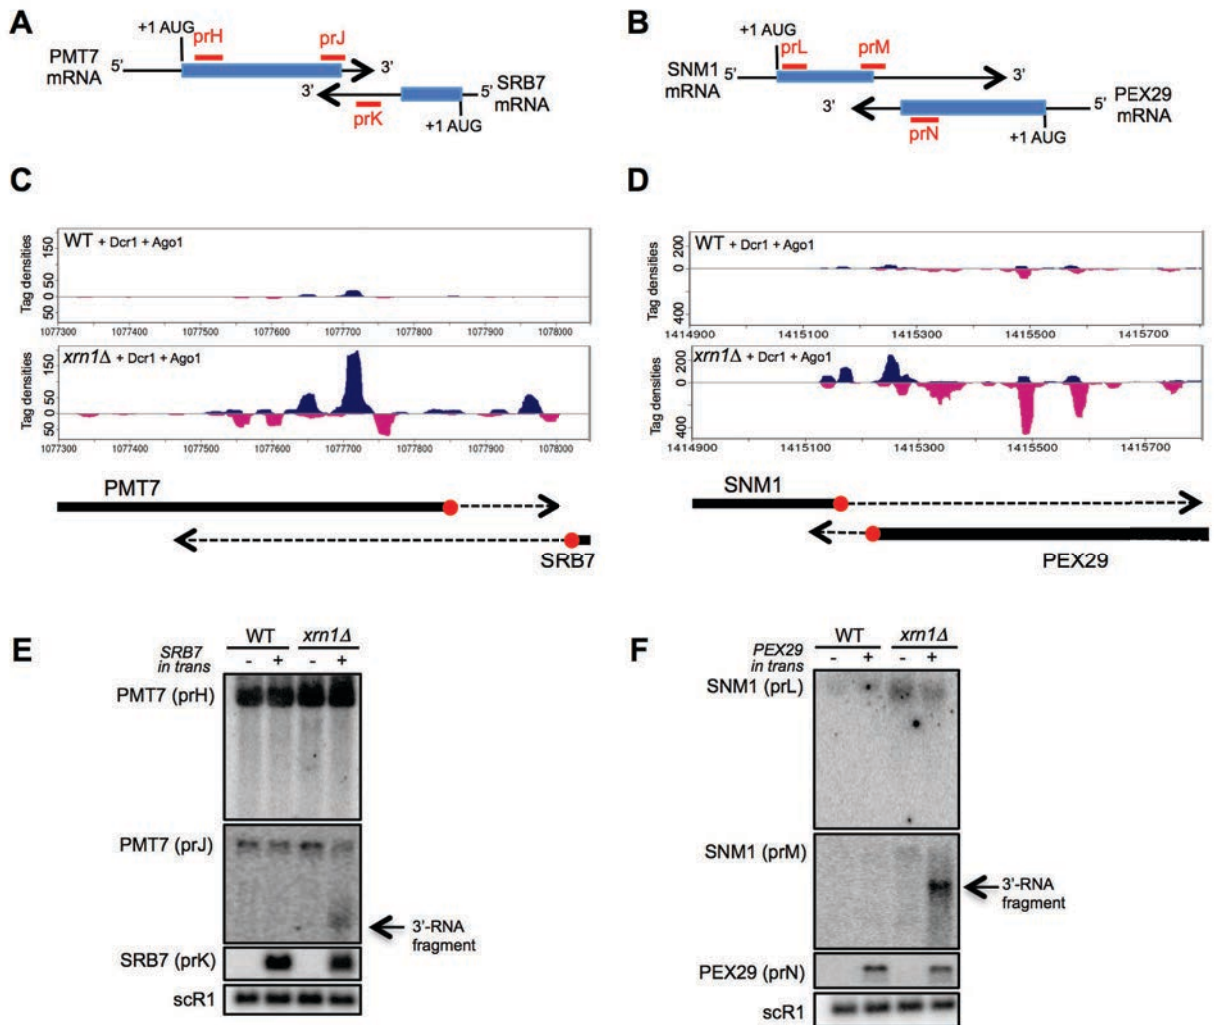 A
+1 AUG
prH
prJ
PMT7
mRNA
5'
3'
3'
5'
SRB7
mRNA
prK
+1 AUG
B
+1 AUG
prL
prM
SNM1
mRNA
5'
3'
3'
5'
PEX29
mRNA
prN
+1 AUG
C
WT + Dcr1 + Ago1
Tag densities
150
50
0
50
1077300 1077400 1077500 1077600 1077700 1077800 1077900 1078000
xrn1Δ + Dcr1 + Ago1
Tag densities
150
50
0
50
1077300 1077400 1077500 1077600 1077700 1077800 1077900 1078000
PMT7
SRB7
D
WT + Dcr1 + Ago1
Tag densities
200
0
400
1414900 1415100 1415300 1415500 1415700
xrn1Δ + Dcr1 + Ago1
Tag densities
200
0
400
1414900 1415100 1415300 1415500 1415700
SNM1
PEX29
E
WT xrn1Δ
SRB7
in trans
- + - +
PMT7 (prH)
PMT7 (prJ)
3'-RNA
fragment
SRB7 (prK)
scR1
F
WT xrn1Δ
PEX29
in trans
- + - +
SNM1 (prL)
SNM1 (prM)
3'-RNA
fragment
PEX29 (prN)
scR1